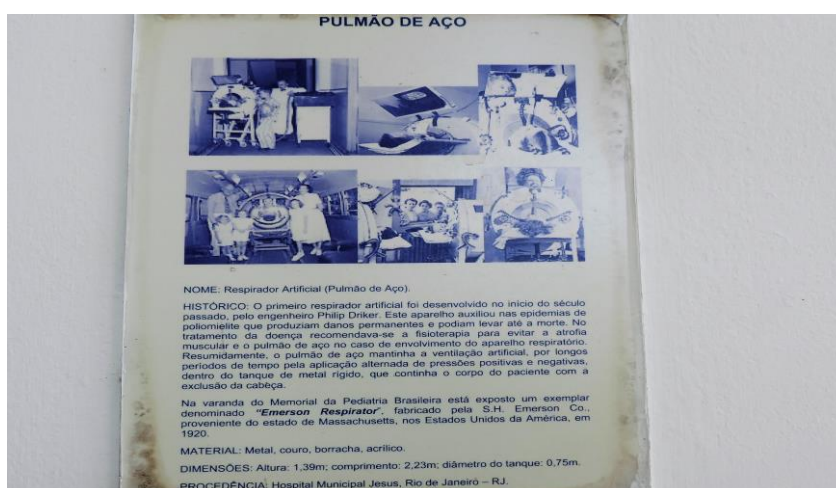 PULMÃO DE AÇO
NOME: Respirador Artificial (Pulmão de Aço).
HISTÓRICO: O primeiro respirador artificial foi desenvolvido no início do século
passado, pelo engenheiro Philip Driker. Este aparelho auxiliou nas epidemias de
poliomielite que produziam danos permanentes e podiam levar até a morte. No
tratamento da doença recomendava-se a fisioterapia para evitar a atrofia
muscular e o pulmão de aço no caso de envolvimento do aparelho respiratório.
Resumidamente, o pulmão de aço mantinha a ventilação artificial, por longos
períodos de tempo pela aplicação alternada de pressões positivas e negativas,
dentro do tanque de metal rígido, que continha o corpo do paciente com a
exclusão da cabêça.
Na varanda do Memorial da Pediatria Brasileira está exposto um exemplar
denominado "Emerson Respirator", fabricado pela S.H. Emerson Co.,
proveniente do estado de Massachusetts, nos Estados Unidos da América, em
1920.
MATERIAL: Metal, couro, borracha, acrílico.
DIMENSÕES: Altura: 1,39m; comprimento: 2,23m; diâmetro do tanque: 0,75m.
PROCEDÊNCIA: Hospital Municipal Jesus, Rio de Janeiro – RJ.